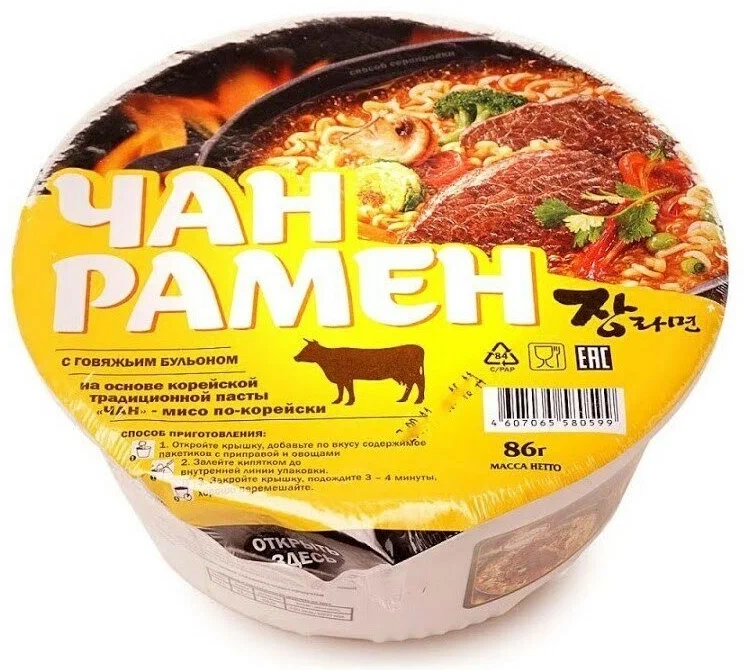 способ сервировки
ЧАН
РАМЕН
장라면
с говяжьим бульоном
на основе корейской
традиционной пасты
«ЧАН» - мисо по-корейски
84
C/PAP
EAC
СПОСОБ ПРИГОТОВЛЕНИЯ:
1. Откройте крышку, добавьте по вкусу содержимое
пакетиков с приправой и овощами
2. Залейте кипятком до
внутренней линии упаковки.
3. Закройте крышку, подождите 3 – 4 минуты,
хорошо перемешайте.
4 607065 580599
86г
МАССА НЕТТО
ОТКРЫТЬ
ЗДЕСЬ